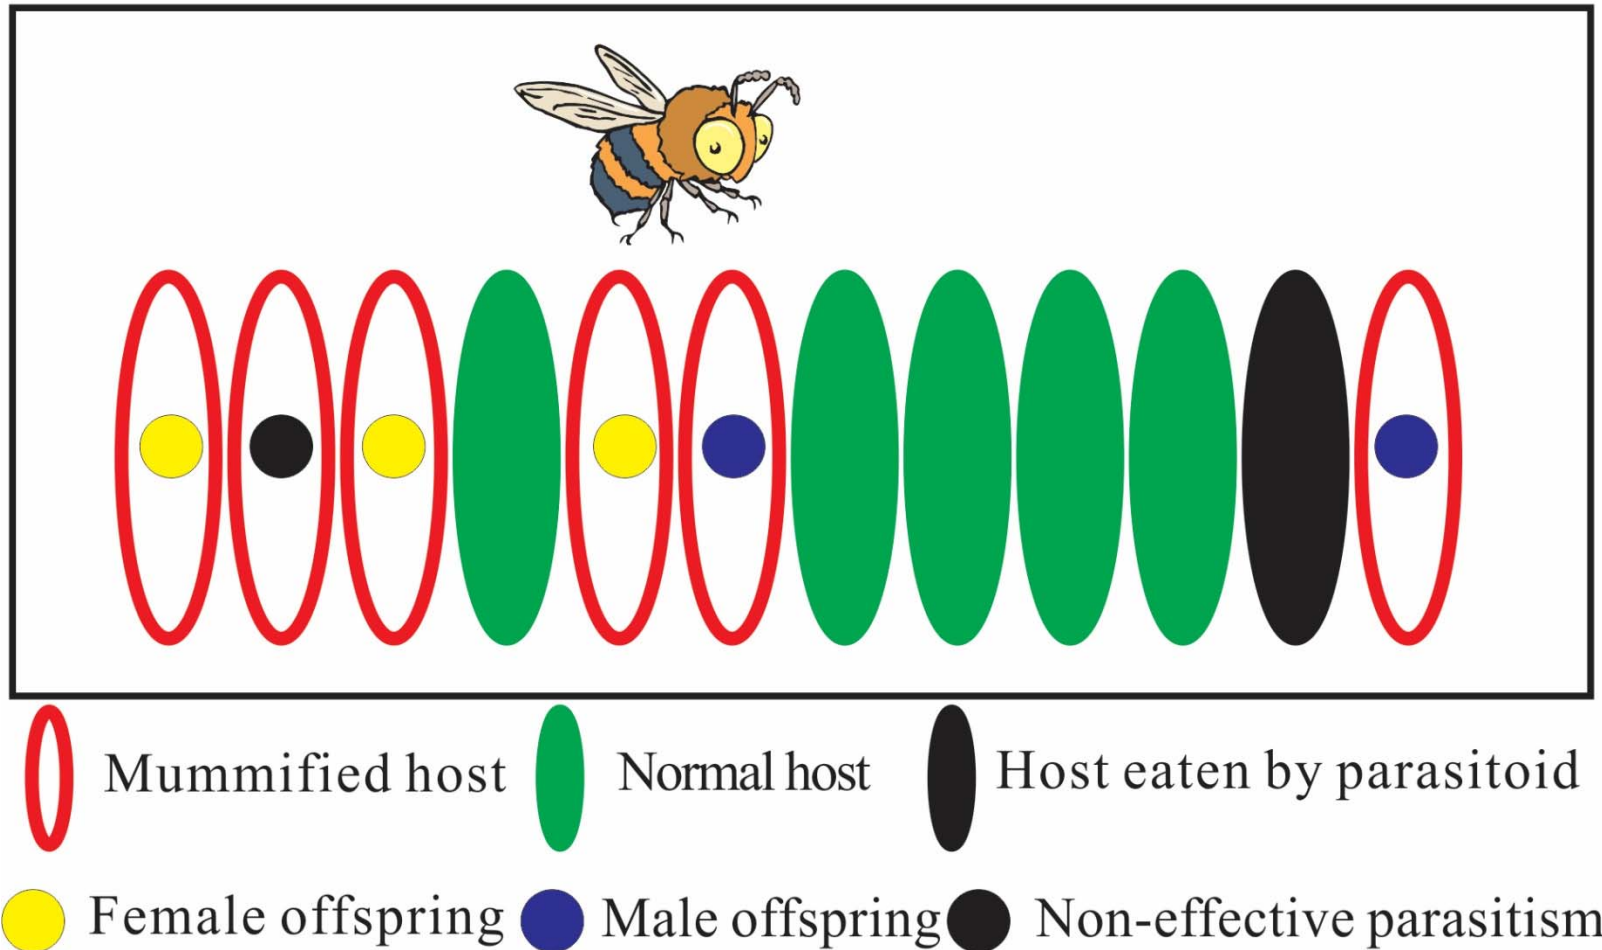 Mummified host Normal host Host eaten by parasitoid
Female offspring Male offspring Non-effective parasitism